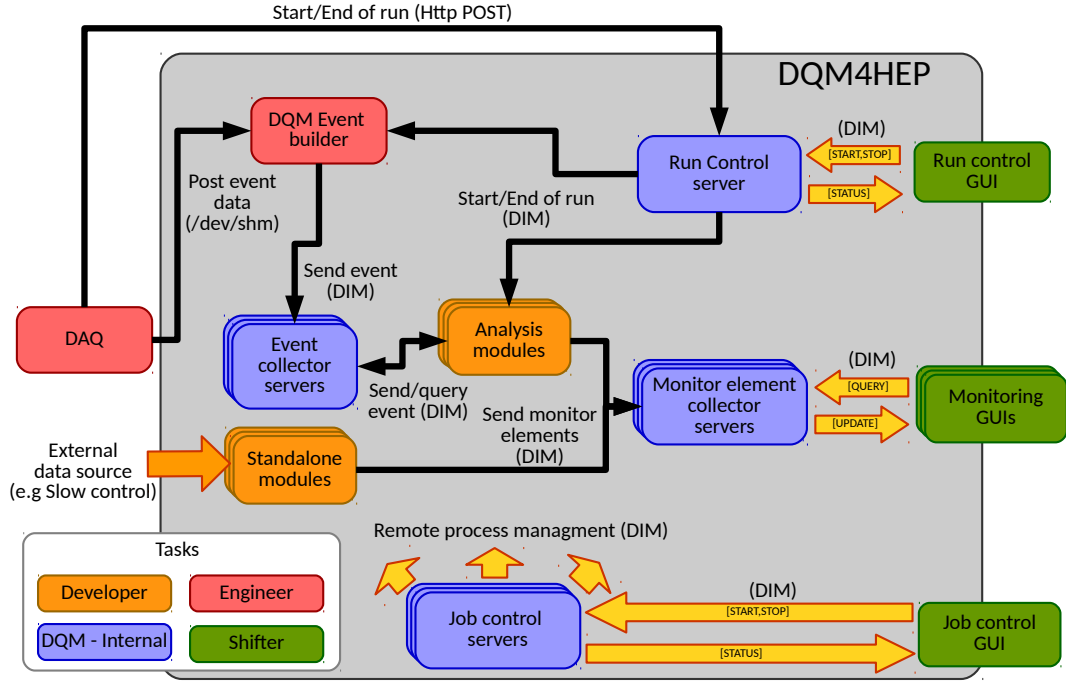 Start/End of run (Http POST)
DQM4HEP
DQM Event
builder
(DIM)
[START,STOP]
Run Control
server
Run control
GUI
[STATUS]
Post event
data
(/dev/shm)
Start/End of run
(DIM)
Send event
(DIM)
DAQ
Event
collector
servers
Analysis
modules
(DIM)
[QUERY]
Monitor element
collector
servers
Monitoring
GUIs
[UPDATE]
Send/query
event (DIM)
Send monitor
elements
(DIM)
External
data source
(e.g Slow control)
Standalone
modules
Remote process managment (DIM)
Tasks
Developer
Engineer
DQM - Internal
Shifter
Job control
servers
(DIM)
[START,STOP]
[STATUS]
Job control
GUI